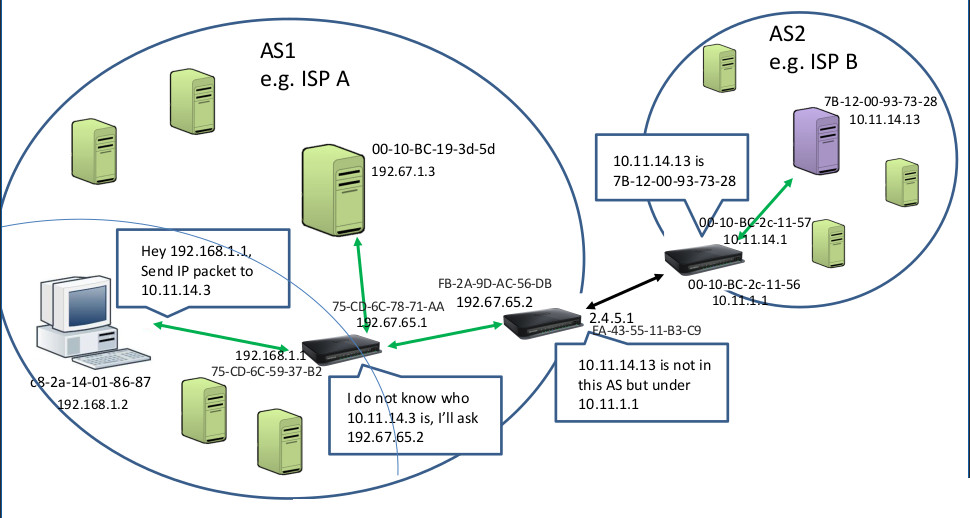 AS1
e.g. ISP A
AS2
e.g. ISP B
7B-12-00-93-73-28
10.11.14.13
00-10-BC-19-3d-5d
192.67.1.3
10.11.14.13 is
7B-12-00-93-73-28
00-10-BC-2c-11-57
10.11.14.1
Hey 192.168.1.1,
Send IP packet to
10.11.14.3
FB-2A-9D-AC-56-DB
192.67.65.2
00-10-BC-2c-11-56
10.11.1.1
75-CD-6C-78-71-AA
192.67.65.1
2.4.5.1
FA-43-55-11-B3-C9
192.168.1.1
75-CD-6C-59-37-B2
c8-2a-14-01-86-87
192.168.1.2
10.11.14.13 is not in
this AS but under
10.11.1.1
I do not know who
10.11.14.3 is, I’ll ask
192.67.65.2